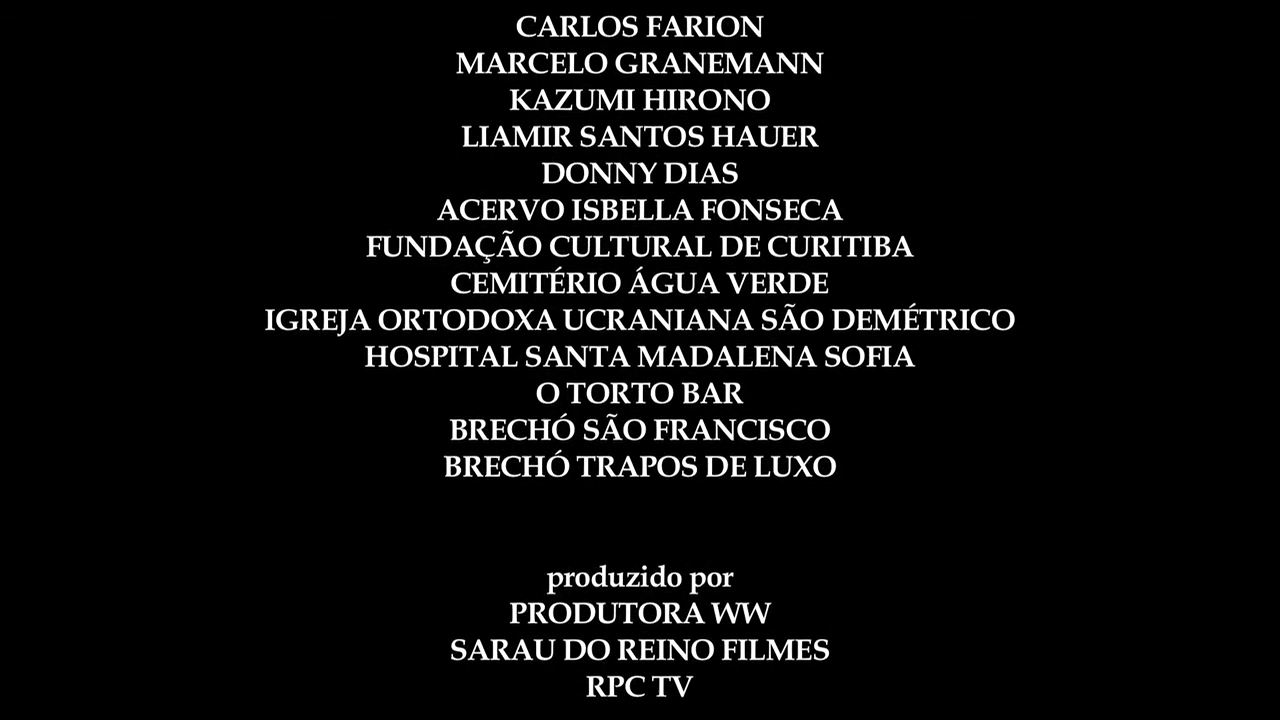 CARLOS FARION
MARCELO GRANEMANN
KAZUMI HIRONO
LIAMIR SANTOS HAUER
DONNY DIAS
ACERVO ISBELLA FONSECA
FUNDAÇÃO CULTURAL DE CURITIBA
CEMITÉRIO ÁGUA VERDE
IGREJA ORTODOXA UCRANIANA SÃO DEMÉTRICO
HOSPITAL SANTA MADALENA SOFIA
O TORTO BAR
BRECHÓ SÃO FRANCISCO
BRECHÓ TRAPOS DE LUXO
produzido por
PRODUTORA WW
SARAU DO REINO FILMES
RPC TV